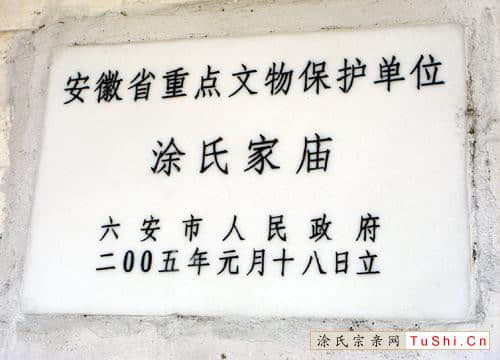 安徽省重点文物保护单位
涂氏家庙
六安市人民政府
二00五年元月十八日立
涂氏宗亲网 TuShi.Cn